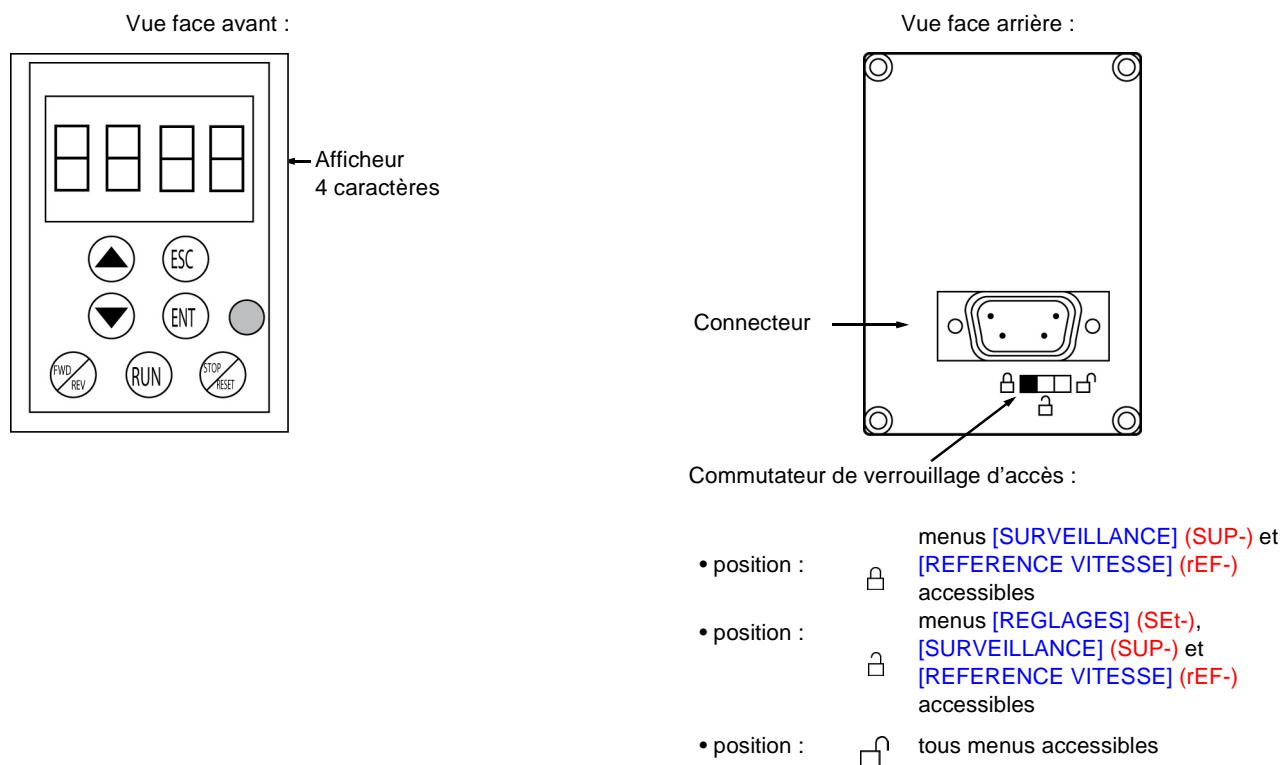 Vue face avant :
Afficheur
4 caractères
ESC
ENT
FWD
REV
RUN
STOP
RESET
Vue face arrière :
Connecteur
Commutateur de verrouillage d'accès :
• position :
menus [SURVEILLANCE] (SUP-) et
[REFERENCE VITESSE] (rEF-)
accessibles
• position :
menus [REGLAGES] (SEt-),
[SURVEILLANCE] (SUP-) et
[REFERENCE VITESSE] (rEF-)
accessibles
• position :
tous menus accessibles